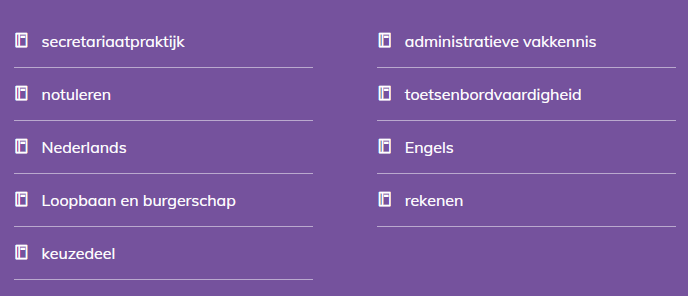 secretariaatpraktijk
administratieve vakkennis
notuleren
toetsenbordvaardigheid
Nederlands
Engels
Loopbaan en burgerschap
rekenen
keuzedeel